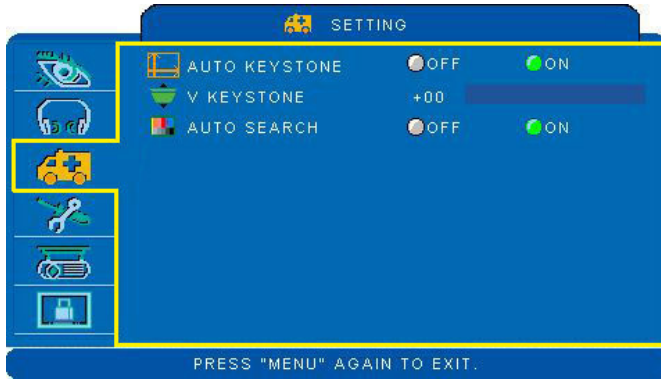 SETTING
AUTO KEYSTONE OFF ON
V KEYSTONE +00
AUTO SEARCH OFF ON
PRESS "MENU" AGAIN TO EXIT.